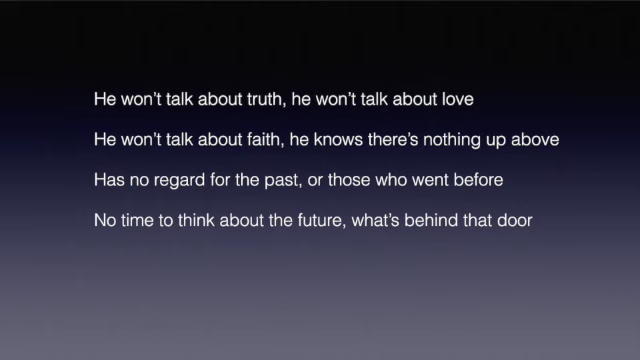 He won't talk about truth, he won't talk about love
He won't talk about faith, he knows there's nothing up above
Has no regard for the past, or those who went before
No time to think about the future, what's behind that door